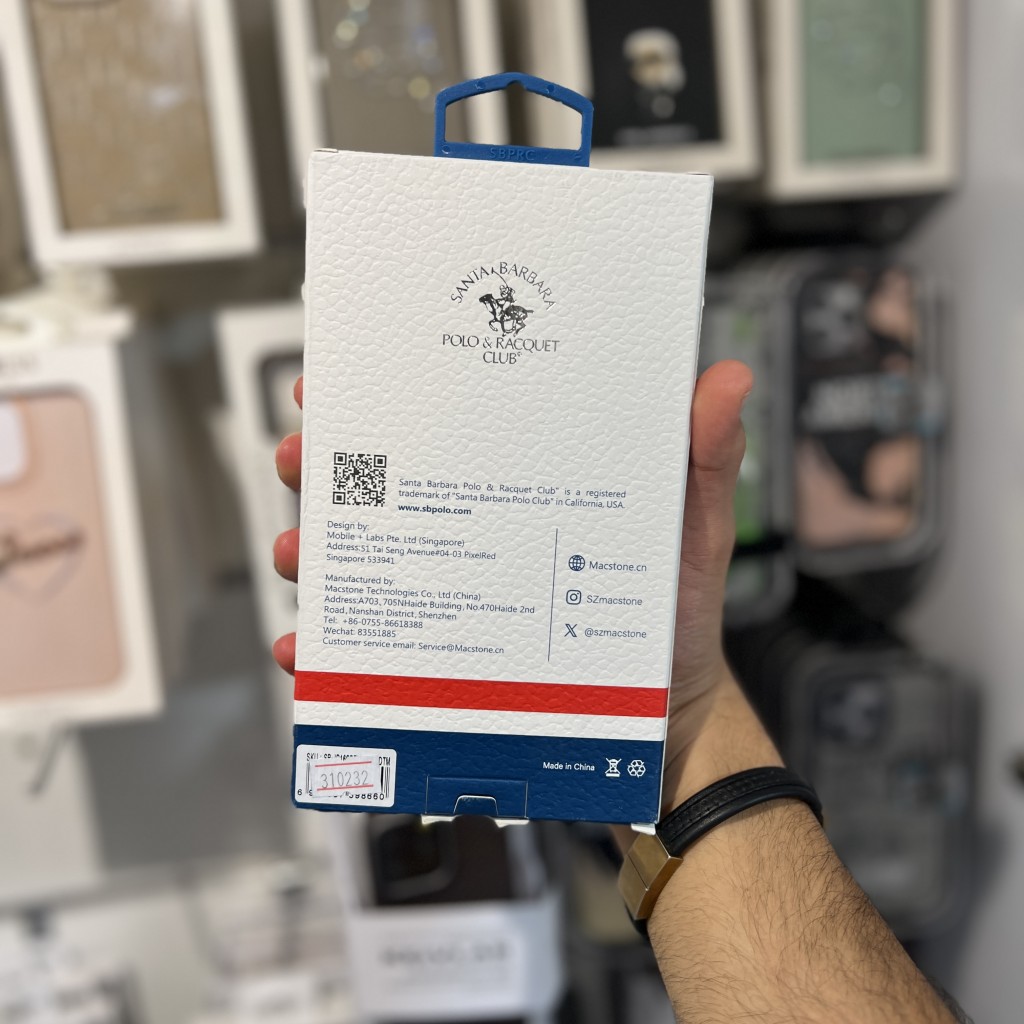 SBPRC
SANTA BARBARA
POLO & RACQUET
CLUB®
Santa Barbara Polo & Racquet Club" is a registered
trademark of "Santa Barbara Polo Club" in California, USA.
www.sbpolo.com
Design by:
Mobile + Labs Pte. Ltd (Singapore)
Address:51 Tai Seng Avenue#04-03 PixelRed
Singapore 533941
Manufactured by:
Macstone Technologies Co., Ltd (China)
Address:A703, 705NHaide Building, No.470Haide 2nd
Road, Nanshan District, Shenzhen
Tel: +86-0755-86618388
Wechat: 83551885
Customer service email: Service@Macstone.cn
Macstone.cn
SZmacstone
@szmacstone
Made in China
310232